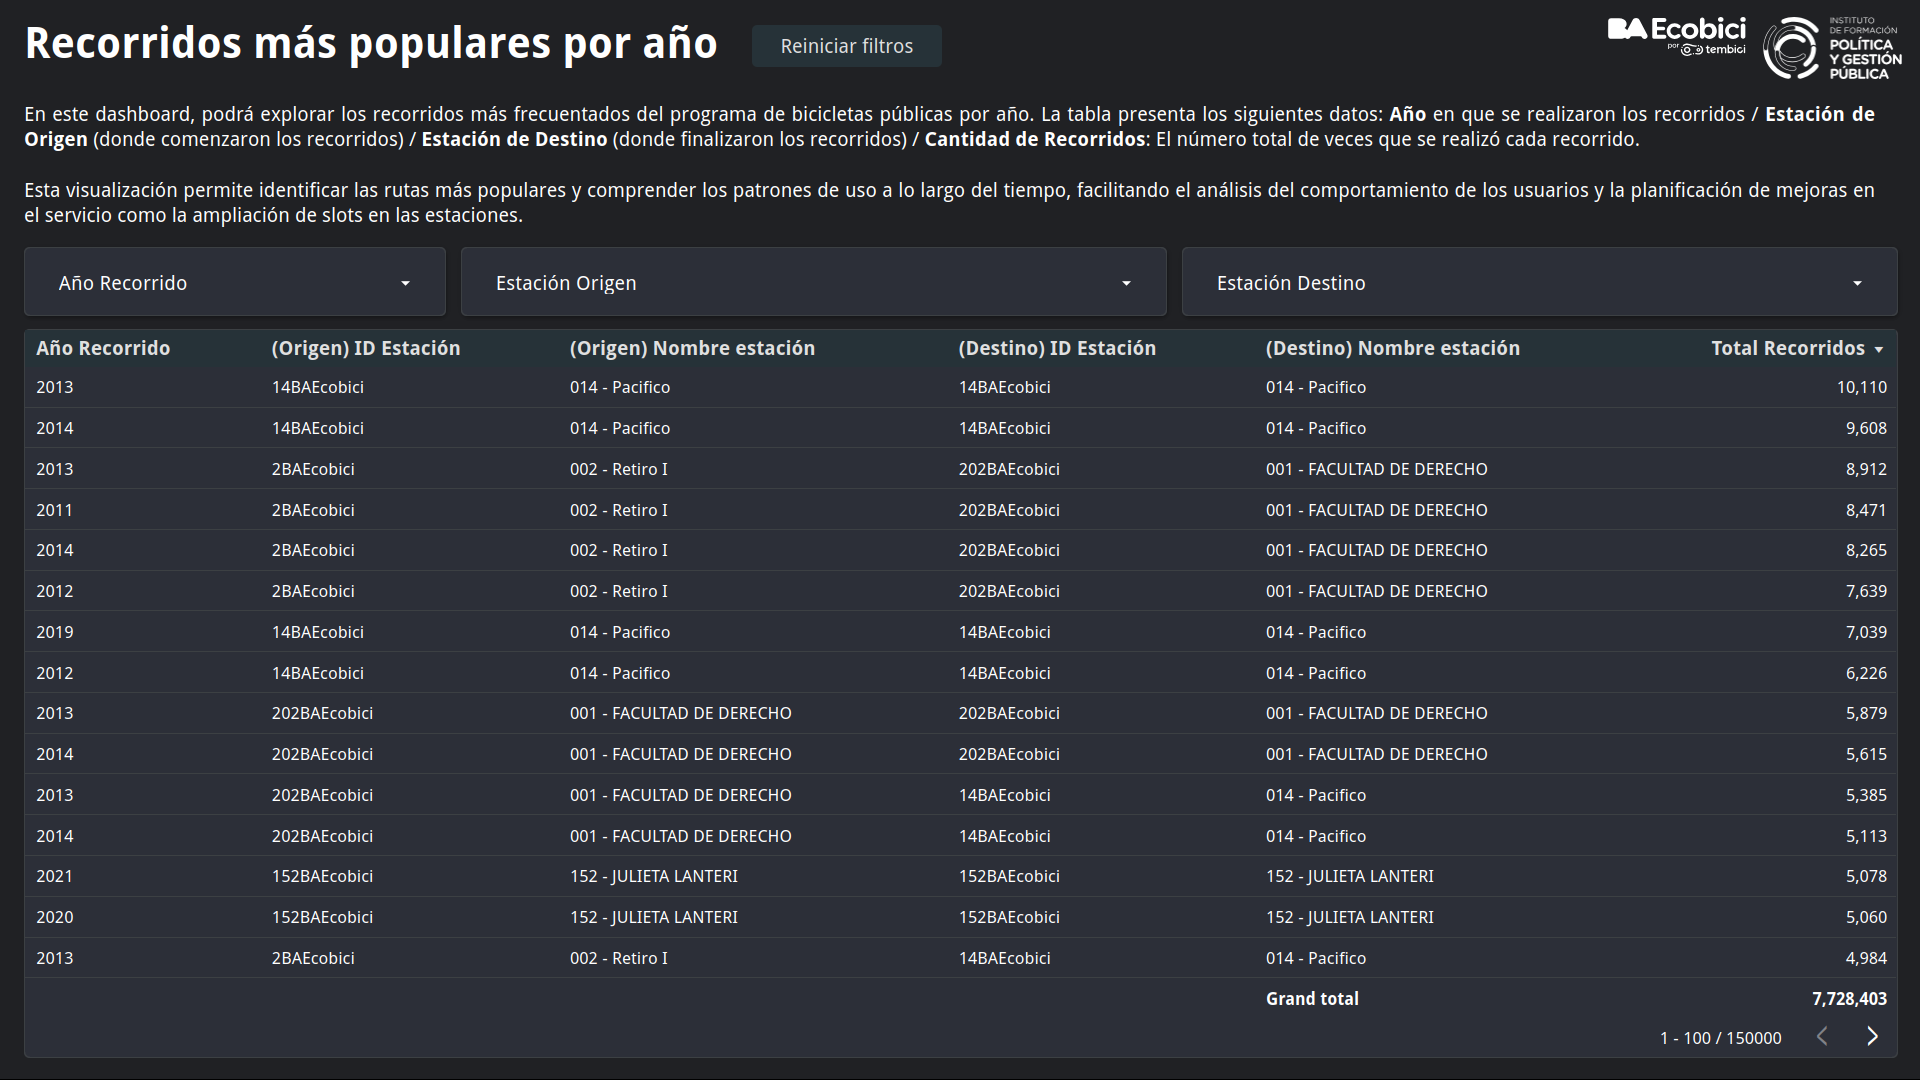 Recorridos más populares por año
Reiniciar filtros
BA Ecobici
por tembici
INSTITUTO
DE FORMACIÓN
POLÍTICA
Y GESTIÓN
PÚBLICA
En este dashboard, podrá explorar los recorridos más frecuentados del programa de bicicletas públicas por año. La tabla presenta los siguientes datos: Año en que se realizaron los recorridos / Estación de
Origen (donde comenzaron los recorridos) / Estación de Destino (donde finalizaron los recorridos) / Cantidad de Recorridos: El número total de veces que se realizó cada recorrido.
Esta visualización permite identificar las rutas más populares y comprender los patrones de uso a lo largo del tiempo, facilitando el análisis del comportamiento de los usuarios y la planificación de mejoras en
el servicio como la ampliación de slots en las estaciones.
Año Recorrido Estación Origen Estación Destino
Año Recorrido (Origen) ID Estación (Origen) Nombre estación (Destino) ID Estación (Destino) Nombre estación Total Recorridos
2013 14BAEcobici 014 - Pacifico 14BAEcobici 014 - Pacifico 10,110
2014 14BAEcobici 014 - Pacifico 14BAEcobici 014 - Pacifico 9,608
2013 2BAEcobici 002 - Retiro I 202BAEcobici 001 - FACULTAD DE DERECHO 8,912
2011 2BAEcobici 002 - Retiro I 202BAEcobici 001 - FACULTAD DE DERECHO 8,471
2014 2BAEcobici 002 - Retiro I 202BAEcobici 001 - FACULTAD DE DERECHO 8,265
2012 2BAEcobici 002 - Retiro I 202BAEcobici 001 - FACULTAD DE DERECHO 7,639
2019 14BAEcobici 014 - Pacifico 14BAEcobici 014 - Pacifico 7,039
2012 14BAEcobici 014 - Pacifico 14BAEcobici 014 - Pacifico 6,226
2013 202BAEcobici 001 - FACULTAD DE DERECHO 202BAEcobici 001 - FACULTAD DE DERECHO 5,879
2014 202BAEcobici 001 - FACULTAD DE DERECHO 202BAEcobici 001 - FACULTAD DE DERECHO 5,615
2013 202BAEcobici 001 - FACULTAD DE DERECHO 14BAEcobici 014 - Pacifico 5,385
2014 202BAEcobici 001 - FACULTAD DE DERECHO 14BAEcobici 014 - Pacifico 5,113
2021 152BAEcobici 152 - JULIETA LANTERI 152BAEcobici 152 - JULIETA LANTERI 5,078
2020 152BAEcobici 152 - JULIETA LANTERI 152BAEcobici 152 - JULIETA LANTERI 5,060
2013 2BAEcobici 002 - Retiro I 14BAEcobici 014 - Pacifico 4,984
Grand total 7,728,403
1 - 100 / 150000